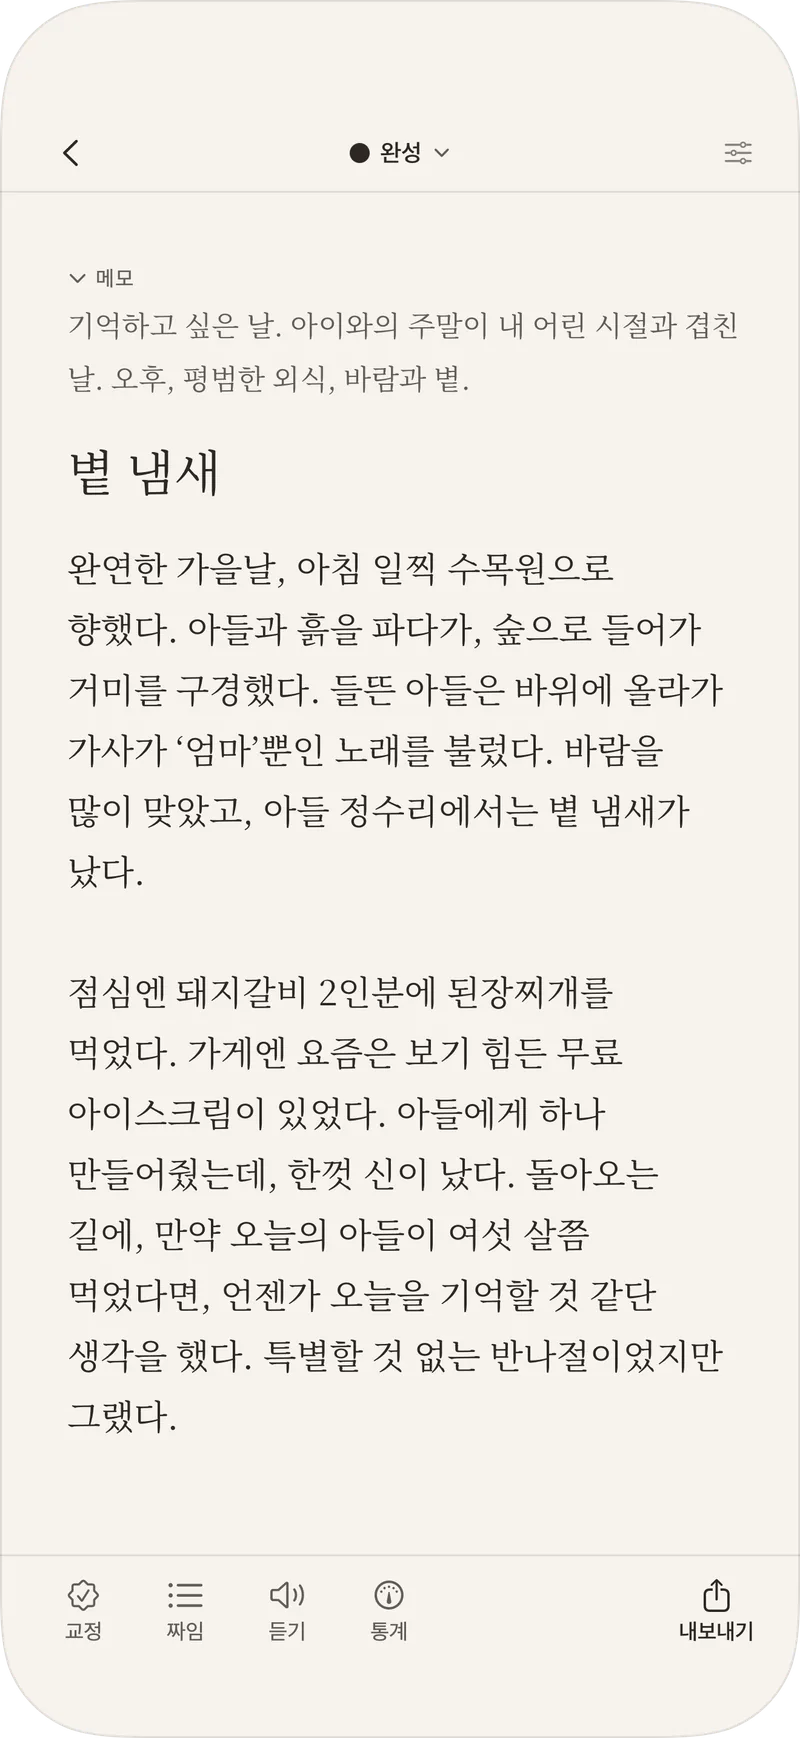 완성
메모
기억하고 싶은 날. 아이와의 주말이 내 어린 시절과 겹친
날. 오후, 평범한 외식, 바람과 볕.
볕 냄새
완연한 가을날, 아침 일찍 수목원으로
향했다. 아들과 흙을 파다가, 숲으로 들어가
거미를 구경했다. 들뜬 아들은 바위에 올라가
가사가 ‘엄마’뿐인 노래를 불렀다. 바람을
많이 맞았고, 아들 정수리에서는 볕 냄새가
났다.
점심엔 돼지갈비 2인분에 된장찌개를
먹었다. 가게엔 요즘은 보기 힘든 무료
아이스크림이 있었다. 아들에게 하나
만들어줬는데, 한껏 신이 났다. 돌아오는
길에, 만약 오늘의 아들이 여섯 살쯤
먹었다면, 언젠가 오늘을 기억할 것 같단
생각을 했다. 특별할 것 없는 반나절이었지만
그랬다.
교정
짜임
듣기
통계
내보내기